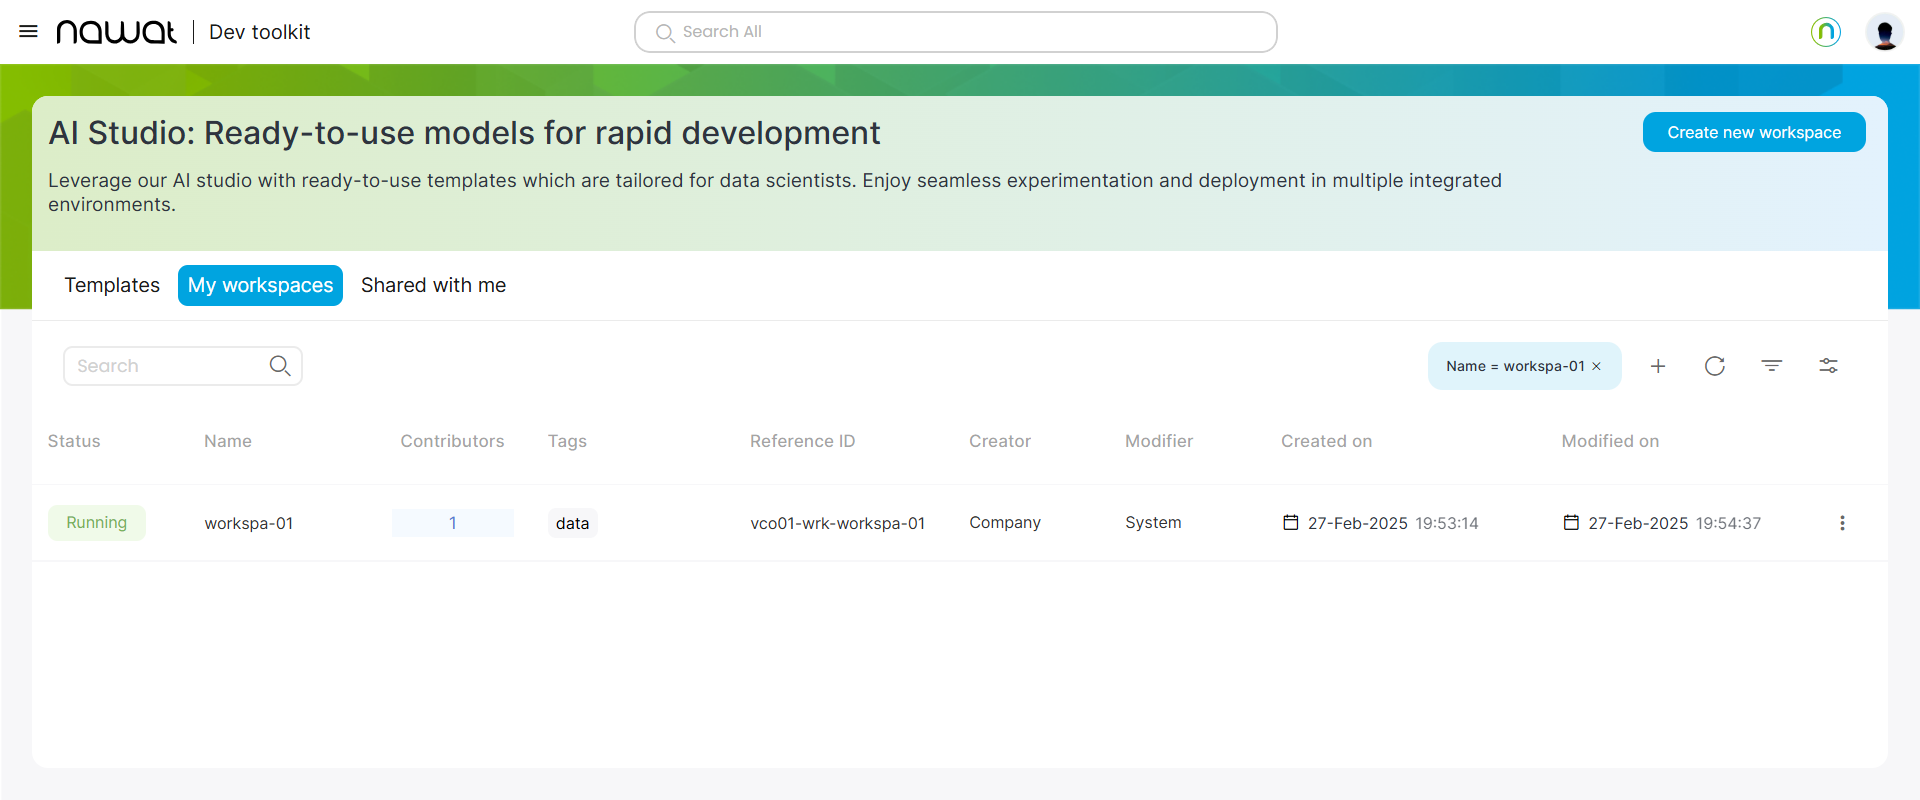 nawat
Dev toolkit
Search All
n
AI Studio: Ready-to-use models for rapid development
Create new workspace
Leverage our AI studio with ready-to-use templates which are tailored for data scientists. Enjoy seamless experimentation and deployment in multiple integrated
environments.
Templates
My workspaces
Shared with me
Search
Name = workspa-01 ×
Status Name Contributors Tags Reference ID Creator Modifier Created on Modified on
Running workspa-01 1 data vco01-wrk-workspa-01 Company System 27-Feb-2025 19:53:14 27-Feb-2025 19:54:37